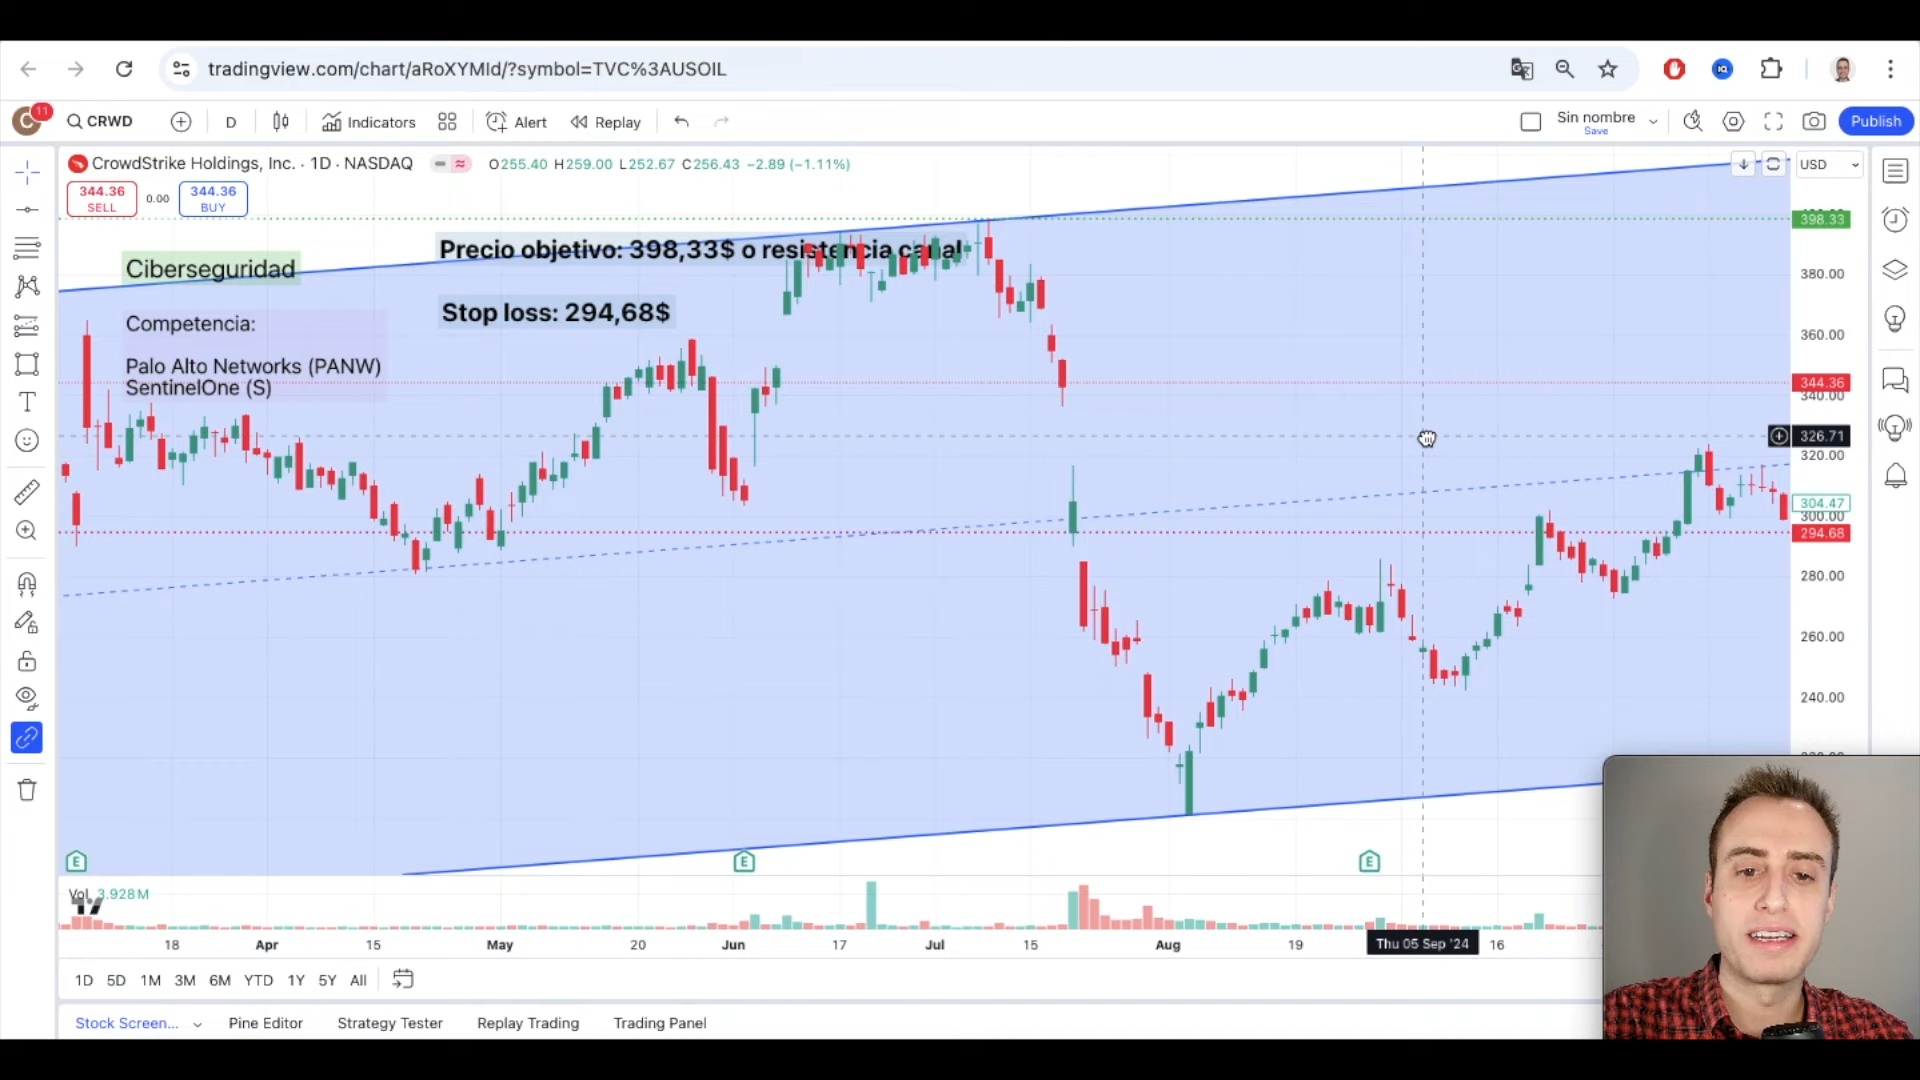 tradingview.com/chart/aRoXYMId/?symbol=TVC%3AUSOIL
C 11 CRWD D Indicators Alert Replay Sin nombre Save Publish
CrowdStrike Holdings, Inc. · 1D · NASDAQ O255.40 H259.00 L252.67 C256.43 −2.89 (−1.11%) USD
344.36 SELL 0.00 344.36 BUY
398.33
Precio objetivo: 398,33$ o resistencia canal
Ciberseguridad
380.00
Stop loss: 294,68$
Competencia:
360.00
Palo Alto Networks (PANW)
SentinelOne (S)
344.36
340.00
326.71
320.00
304.47
300.00
294.68
280.00
260.00
240.00
E E E
Vol 3.928M
18 Apr 15 May 20 Jun 17 Jul 15 Aug 19 Thu 05 Sep '24 16
1D 5D 1M 3M 6M YTD 1Y 5Y All
Stock Screen... Pine Editor Strategy Tester Replay Trading Trading Panel